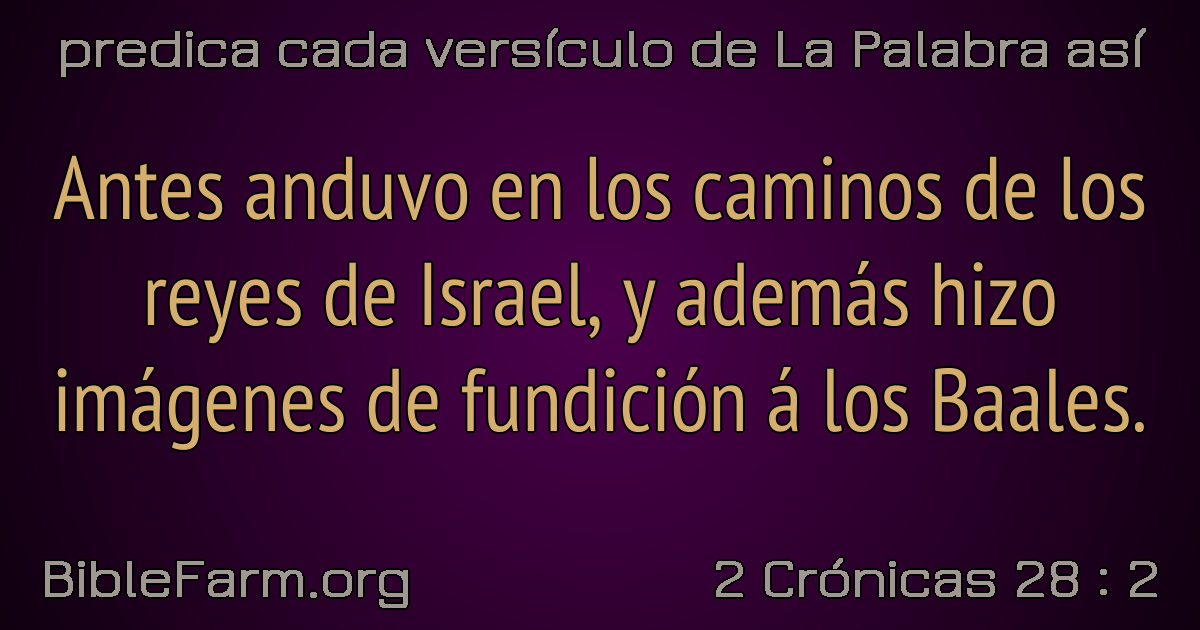 predica cada versículo de La Palabra así
Antes anduvo en los caminos de los
reyes de Israel, y además hizo
imágenes de fundición á los Baales.
BibleFarm.org
2 Crónicas 28 : 2